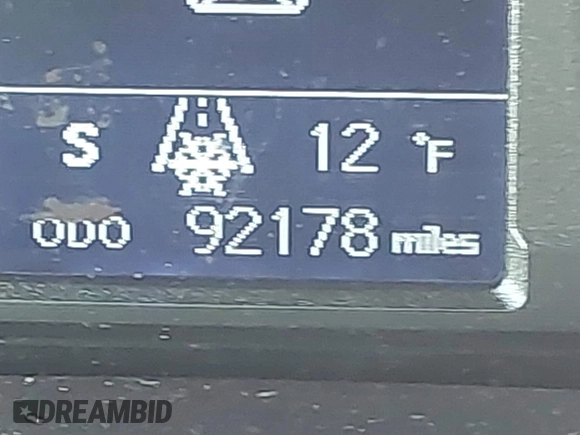 S 12 °F
ODO 92178 miles
DREAMBID